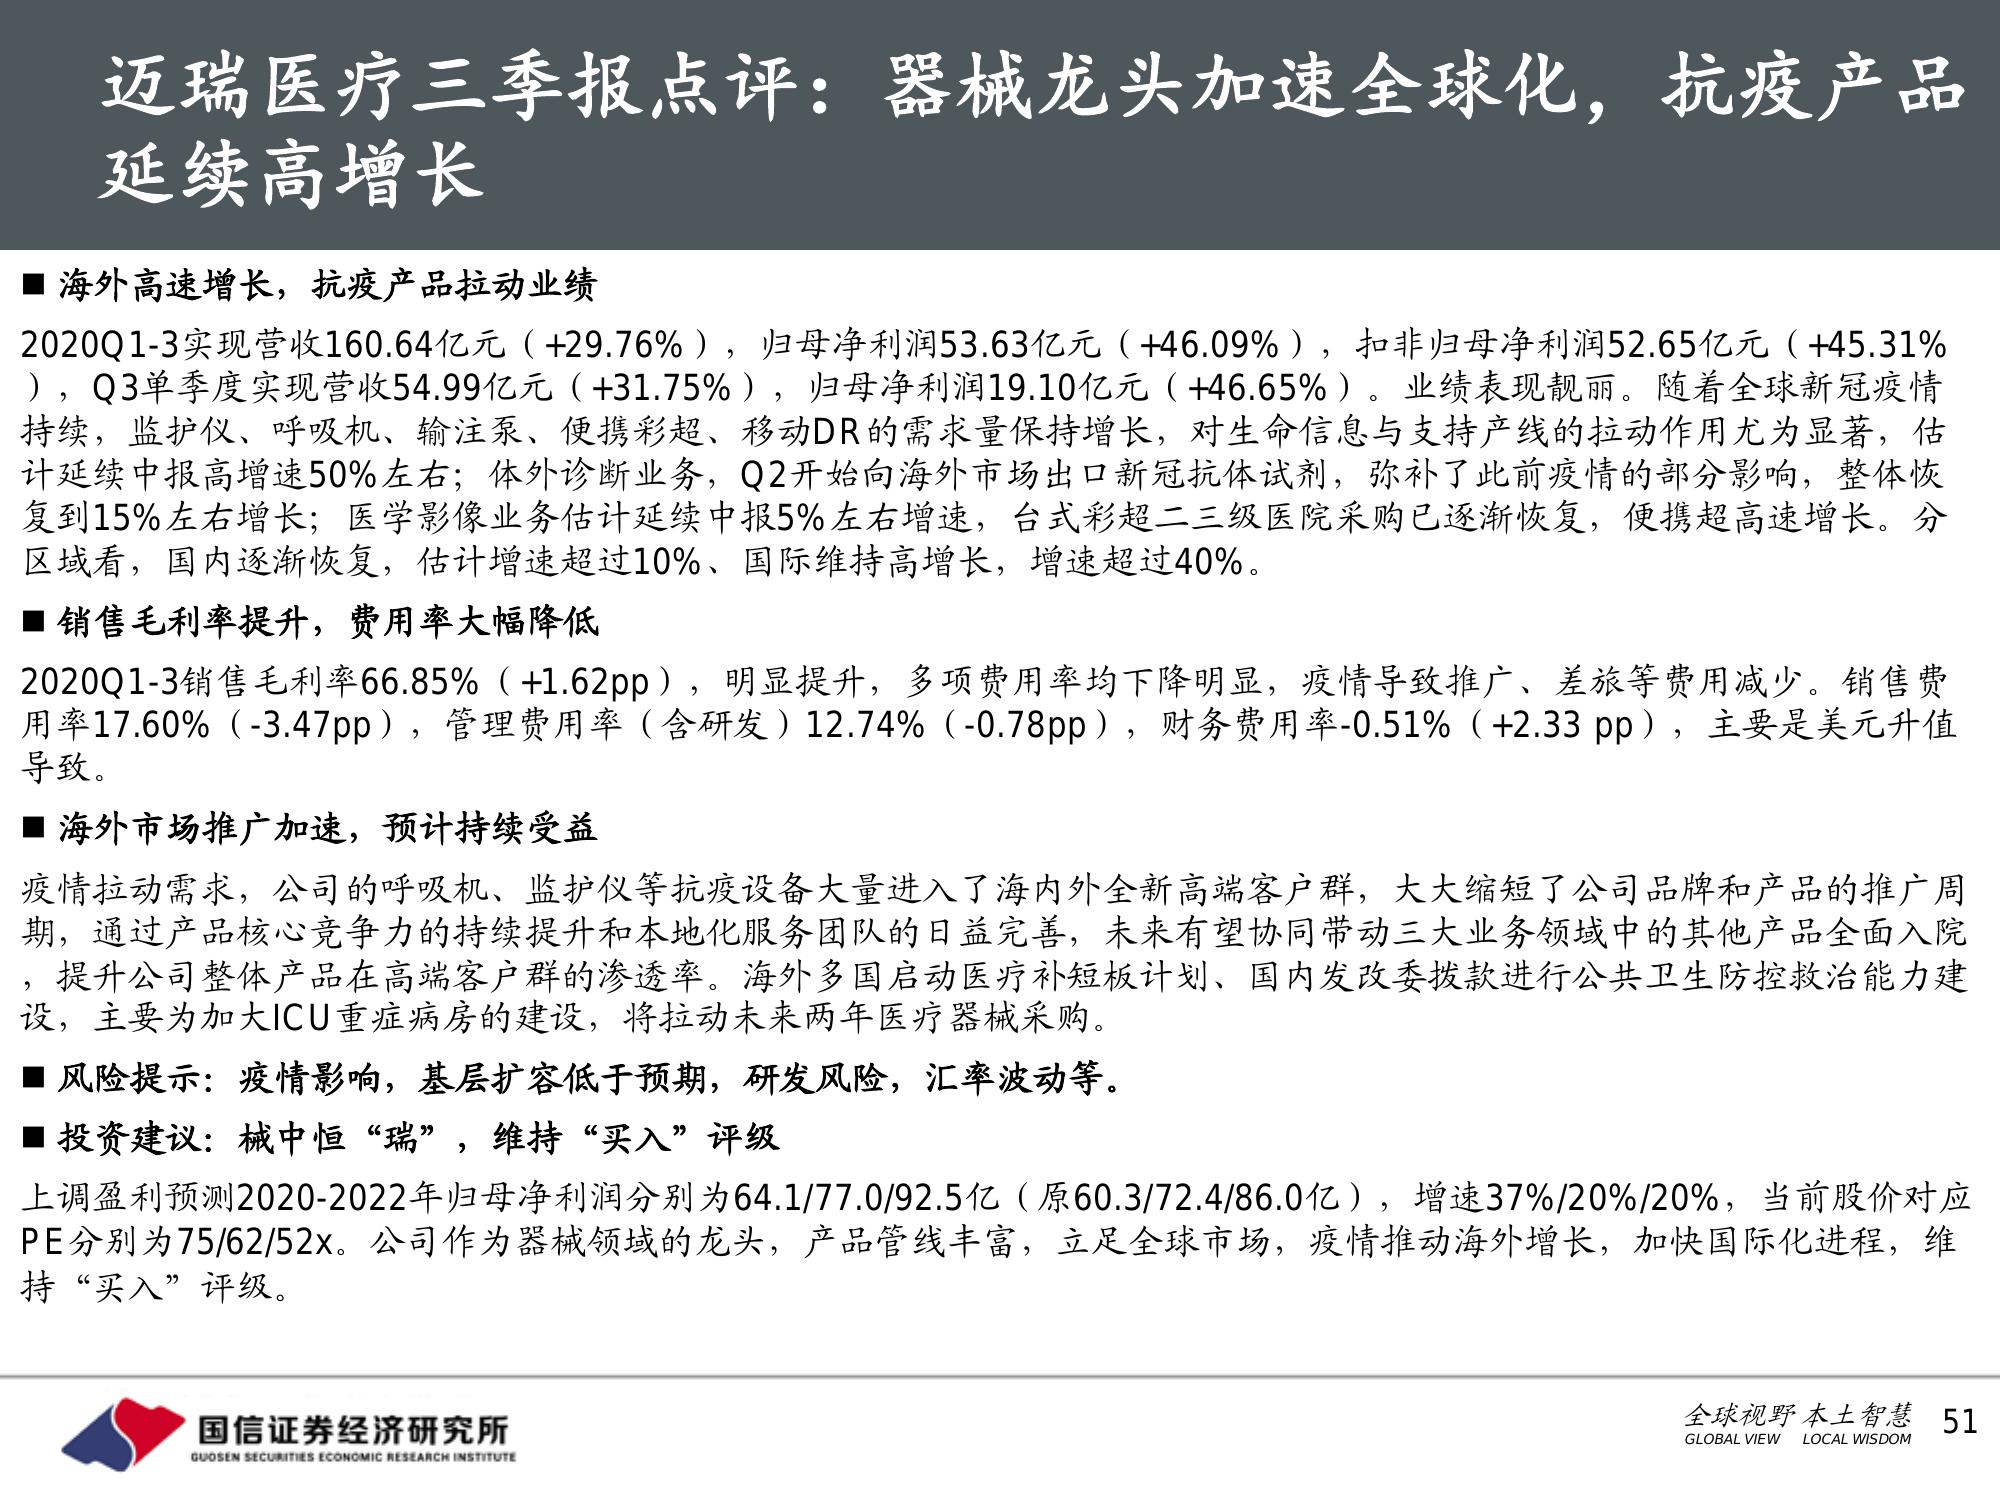 迈瑞医疗三季报点评：器械龙头加速全球化，抗疫产品
延续高增长
■ 海外高速增长，抗疫产品拉动业绩
2020Q1-3实现营收160.64亿元（+29.76%），归母净利润53.63亿元（+46.09%），扣非归母净利润52.65亿元（+45.31%
），Q3单季度实现营收54.99亿元（+31.75%），归母净利润19.10亿元（+46.65%）。业绩表现靓丽。随着全球新冠疫情
持续，监护仪、呼吸机、输注泵、便携彩超、移动DR的需求量保持增长，对生命信息与支持产线的拉动作用尤为显著，估
计延续中报高增速50%左右；体外诊断业务，Q2开始向海外市场出口新冠抗体试剂，弥补了此前疫情的部分影响，整体恢
复到15%左右增长；医学影像业务估计延续中报5%左右增速，台式彩超二三级医院采购已逐渐恢复，便携超高速增长。分
区域看，国内逐渐恢复，估计增速超过10%、国际维持高增长，增速超过40%。
■ 销售毛利率提升，费用率大幅降低
2020Q1-3销售毛利率66.85%（+1.62pp），明显提升，多项费用率均下降明显，疫情导致推广、差旅等费用减少。销售费
用率17.60%（-3.47pp），管理费用率（含研发）12.74%（-0.78pp），财务费用率-0.51%（+2.33 pp），主要是美元升值
导致。
■ 海外市场推广加速，预计持续受益
疫情拉动需求，公司的呼吸机、监护仪等抗疫设备大量进入了海内外全新高端客户群，大大缩短了公司品牌和产品的推广周
期，通过产品核心竞争力的持续提升和本地化服务团队的日益完善，未来有望协同带动三大业务领域中的其他产品全面入院
，提升公司整体产品在高端客户群的渗透率。海外多国启动医疗补短板计划、国内发改委拨款进行公共卫生防控救治能力建
设，主要为加大ICU重症病房的建设，将拉动未来两年医疗器械采购。
■ 风险提示：疫情影响，基层扩容低于预期，研发风险，汇率波动等。
■ 投资建议：械中恒“瑞”，维持“买入”评级
上调盈利预测2020-2022年归母净利润分别为64.1/77.0/92.5亿（原60.3/72.4/86.0亿），增速37%/20%/20%，当前股价对应
PE分别为75/62/52x。公司作为器械领域的龙头，产品管线丰富，立足全球市场，疫情推动海外增长，加快国际化进程，维
持“买入”评级。
国信证券经济研究所
GUOSEN SECURITIES ECONOMIC RESEARCH INSTITUTE
全球视野 本土智慧
GLOBAL VIEW LOCAL WISDOM
51